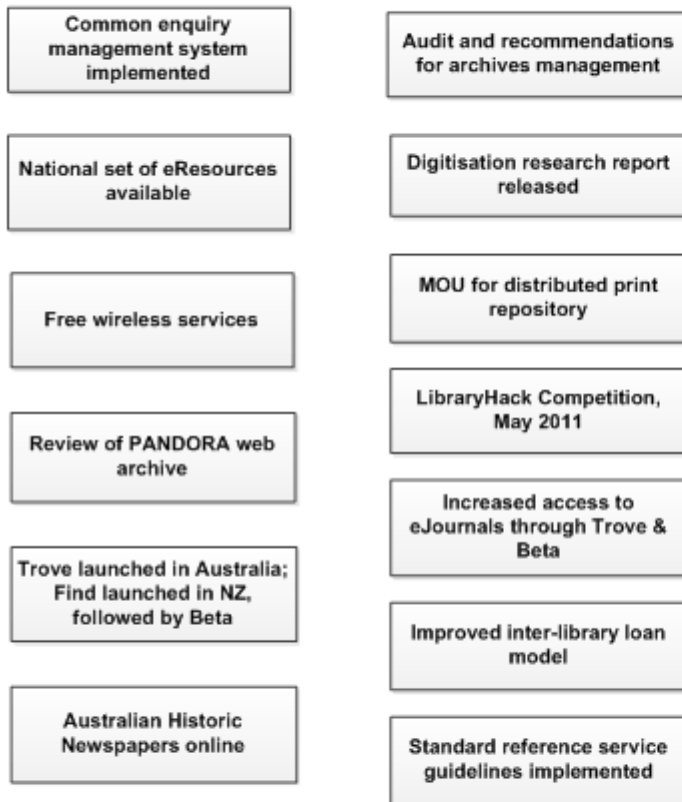 Common enquiry
management system
implemented
National set of eResources
available
Free wireless services
Review of PANDORA web
archive
Trove launched in Australia;
Find launched in NZ,
followed by Beta
Australian Historic
Newspapers online
Audit and recommendations
for archives management
Digitisation research report
released
MOU for distributed print
repository
LibraryHack Competition,
May 2011
Increased access to
eJournals through Trove &
Beta
Improved inter-library loan
model
Standard reference service
guidelines implemented